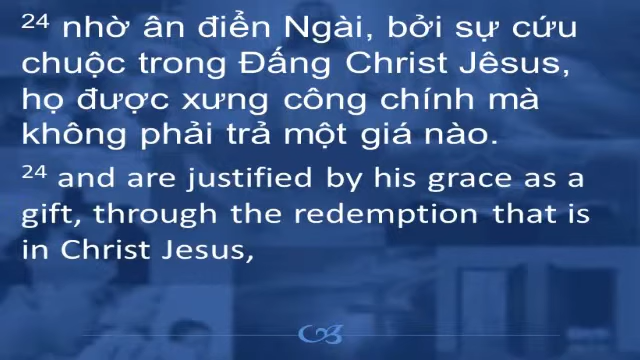 24 nhờ ân điển Ngài, bởi sự cứu
chuộc trong Đấng Christ Jêsus,
họ được xưng công chính mà
không phải trả một giá nào.
24 and are justified by his grace as a
gift, through the redemption that is
in Christ Jesus,